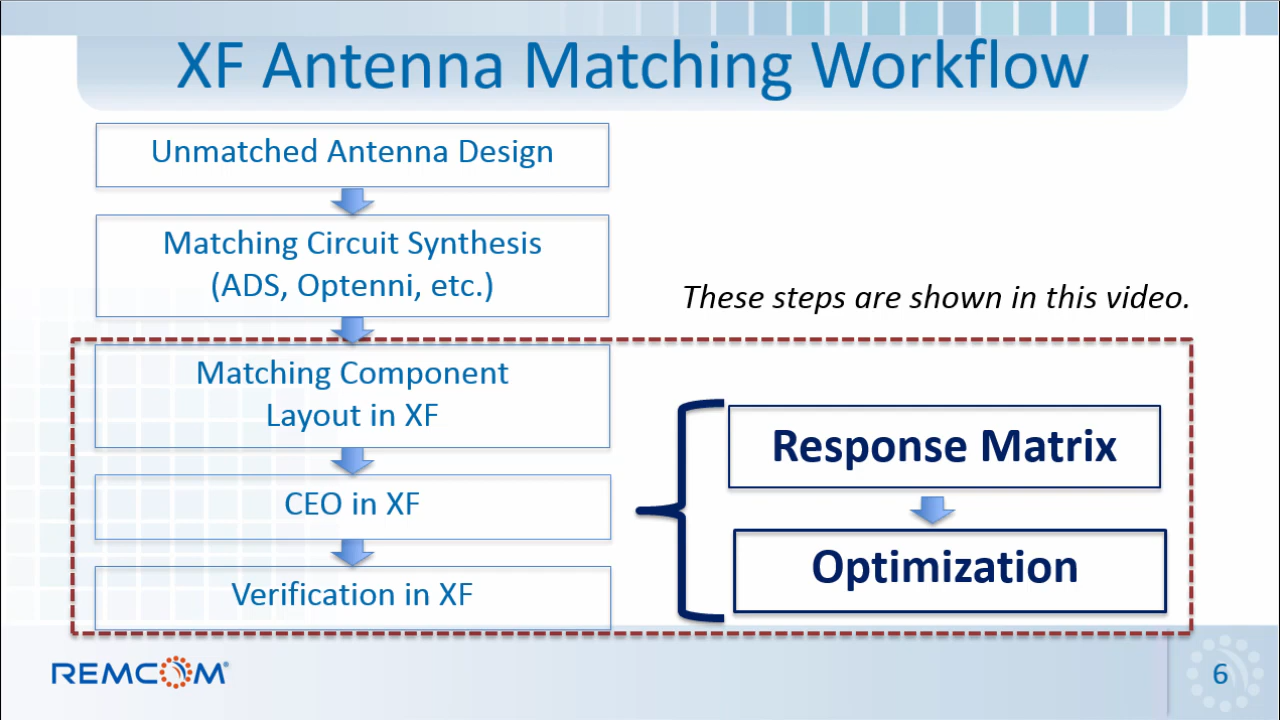 XF Antenna Matching Workflow
Unmatched Antenna Design
Matching Circuit Synthesis
(ADS, Optenni, etc.)
These steps are shown in this video.
Matching Component
Layout in XF
CEO in XF
Verification in XF
Response Matrix
Optimization
REMCOM
6